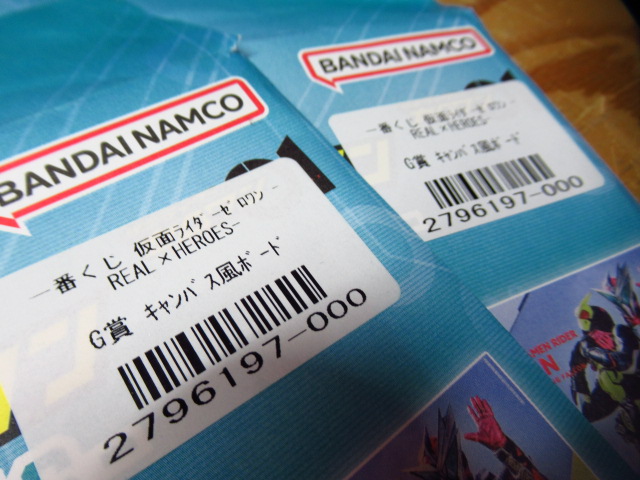 BANDAI NAMCO
一番くじ 仮面ライダーゼロワン -
REAL×HEROES-
G賞 キャンバス風ボード
2796197-000
BANDAI NAMCO
01
一番くじ 仮面ライダーゼロワン -
REAL×HEROES-
G賞 キャンバス風ボード
2796197-000
MEN RIDER